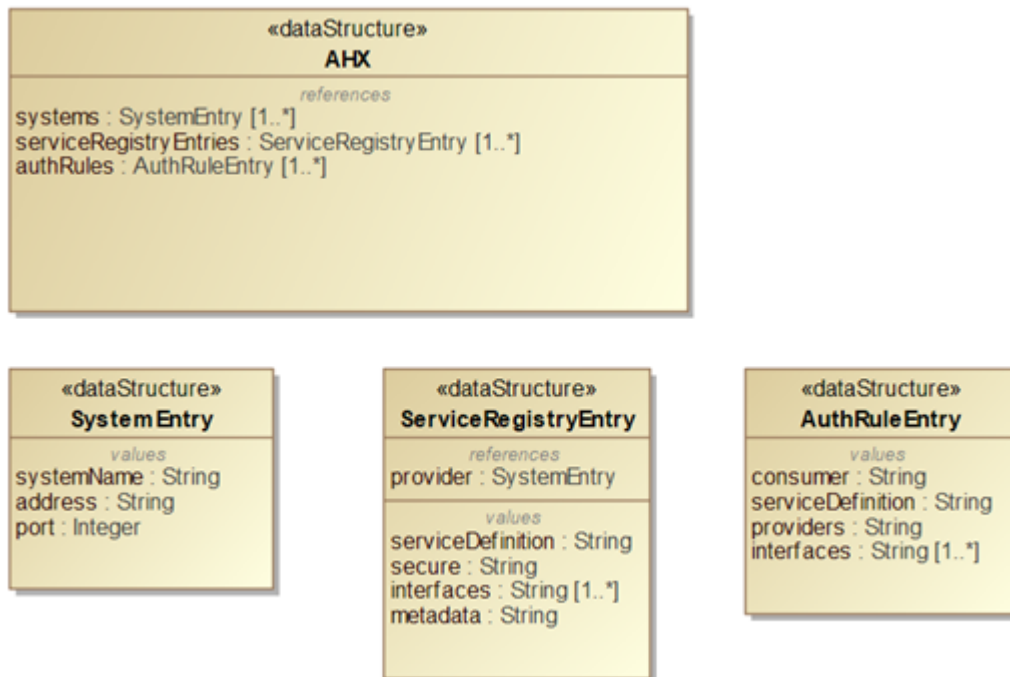 «dataStructure»
AHX
references
systems : SystemEntry [1..*]
serviceRegistryEntries : ServiceRegistryEntry [1..*]
authRules : AuthRuleEntry [1..*]
«dataStructure»
SystemEntry
values
systemName : String
address : String
port : Integer
«dataStructure»
ServiceRegistryEntry
references
provider : SystemEntry
values
serviceDefinition : String
secure : String
interfaces : String [1..*]
metadata : String
«dataStructure»
AuthRuleEntry
values
consumer : String
serviceDefinition : String
providers : String
interfaces : String [1..*]